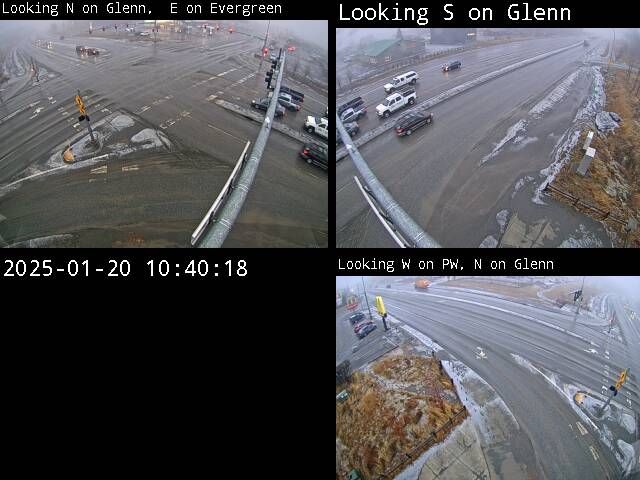 Looking N on Glenn,  E on Evergreen
Looking S on Glenn
2025-01-20 10:40:18
Looking W on PW, N on Glenn